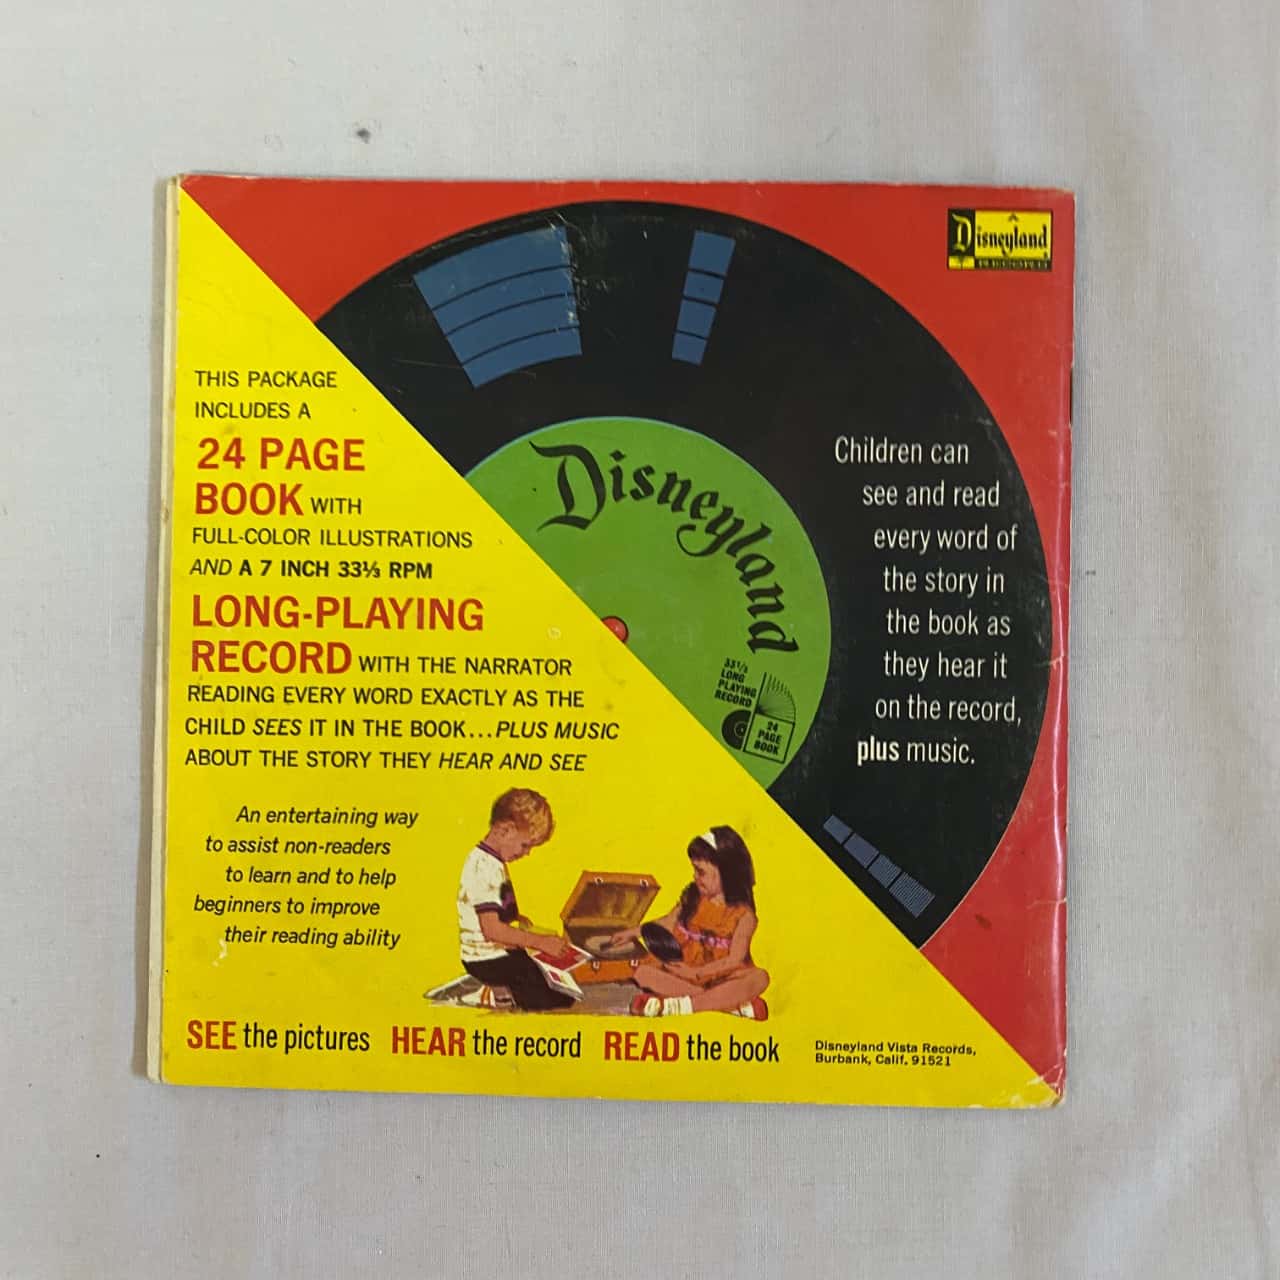 Disneyland
THIS PACKAGE
INCLUDES A
24 PAGE
BOOK WITH
FULL-COLOR ILLUSTRATIONS
AND A 7 INCH 33⅓ RPM
LONG-PLAYING
RECORD WITH THE NARRATOR
READING EVERY WORD EXACTLY AS THE
CHILD SEES IT IN THE BOOK...PLUS MUSIC
ABOUT THE STORY THEY HEAR AND SEE
Disneyland
33⅓
LONG
PLAYING
RECORD
24
PAGE
BOOK
Children can
see and read
every word of
the story in
the book as
they hear it
on the record,
plus music.
An entertaining way
to assist non-readers
to learn and to help
beginners to improve
their reading ability
SEE the pictures HEAR the record READ the book
Disneyland Vista Records,
Burbank, Calif. 91521